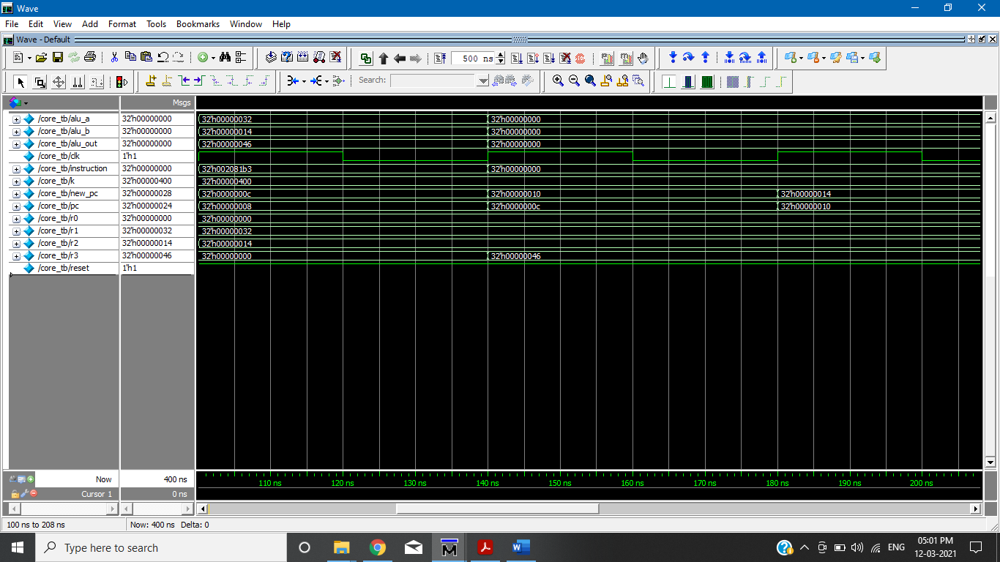 Wave
File Edit View Add Format Tools Bookmarks Window Help
Wave - Default
500 ns
Search:
Msgs
/core_tb/alu_a 32'h00000000 32'h00000032 32'h00000000
/core_tb/alu_b 32'h00000000 32'h00000014 32'h00000000
/core_tb/alu_out 32'h00000000 32'h00000046 32'h00000000
/core_tb/clk 1'h1
/core_tb/instruction 32'h00000000 32'h002081b3 32'h00000000
/core_tb/k 32'h00000400 32'h00000400
/core_tb/new_pc 32'h00000028 32'h0000000c 32'h00000010 32'h00000014
/core_tb/pc 32'h00000024 32'h00000008 32'h0000000c 32'h00000010
/core_tb/r0 32'h00000000 32'h00000000
/core_tb/r1 32'h00000032 32'h00000032
/core_tb/r2 32'h00000014 32'h00000014
/core_tb/r3 32'h00000046 32'h00000000 32'h00000046
/core_tb/reset 1'h1
Now 400 ns 110 ns 120 ns 130 ns 140 ns 150 ns 160 ns 170 ns 180 ns 190 ns 200 ns
Cursor 1 0 ns
100 ns to 208 ns Now: 400 ns Delta: 0
Type here to search
ENG
05:01 PM
12-03-2021